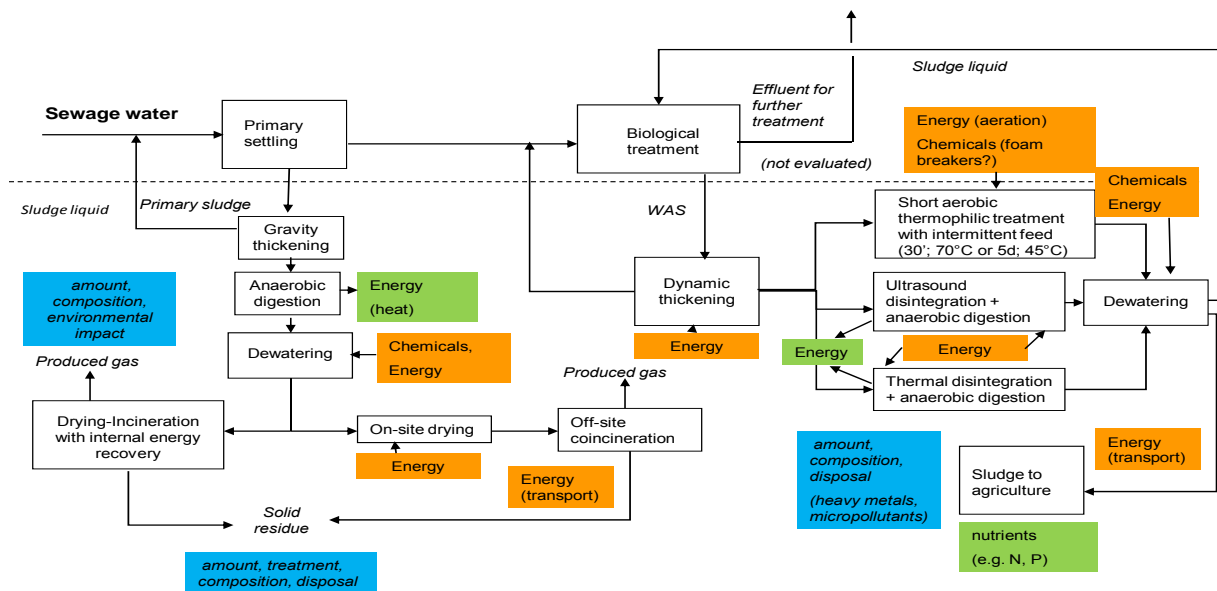 Sludge liquid
Effluent for
further
treatment
Sewage water
Primary
settling
Biological
treatment
(not evaluated)
Energy (aeration)
Chemicals (foam
breakers?)
Chemicals
Energy
Sludge liquid
Primary sludge
WAS
Short aerobic
thermophilic treatment
with intermittent feed
(30'; 70°C or 5d; 45°C)
Gravity
thickening
amount,
composition,
environmental
impact
Anaerobic
digestion
Energy
(heat)
Dynamic
thickening
Ultrasound
disintegration +
anaerobic digestion
Dewatering
Dewatering
Chemicals,
Energy
Energy
Energy
Energy
Produced gas
Produced gas
Thermal disintegration
+ anaerobic digestion
Drying-Incineration
with internal energy
recovery
On-site drying
Energy
Off-site
coincineration
Energy
(transport)
amount,
composition,
disposal
(heavy metals,
micropollutants)
Sludge to
agriculture
Energy
(transport)
Solid
residue
nutrients
(e.g. N, P)
amount, treatment,
composition, disposal